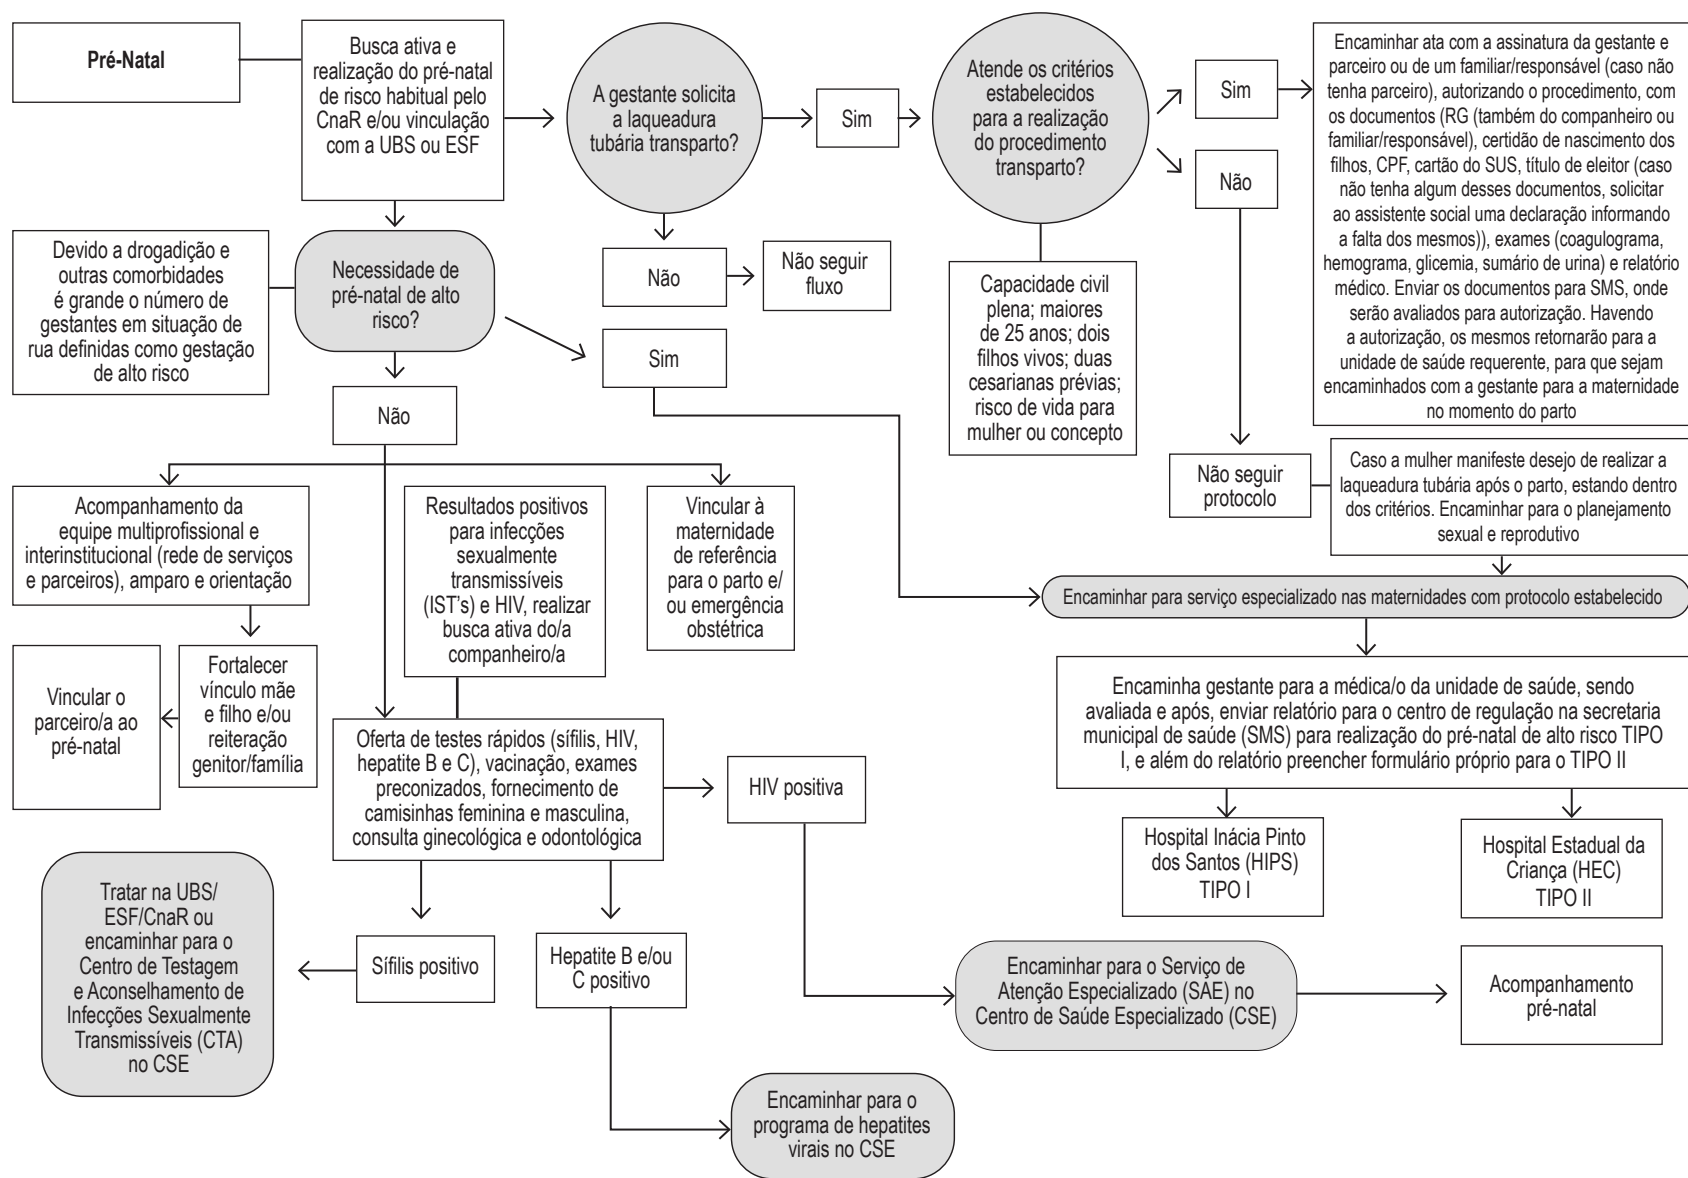 Pré-Natal
Busca ativa e
realização do pré-natal
de risco habitual pelo
CnaR e/ou vinculação
com a UBS ou ESF
A gestante solicita
a laqueadura
tubária transparto?
Sim
Atende os critérios
estabelecidos
para a realização
do procedimento
transparto?
Sim
Não
Encaminhar ata com a assinatura da gestante e
parceiro ou de um familiar/responsável (caso não
tenha parceiro), autorizando o procedimento, com
os documentos (RG (também do companheiro ou
familiar/responsável), certidão de nascimento dos
filhos, CPF, cartão do SUS, título de eleitor (caso
não tenha algum desses documentos, solicitar
ao assistente social uma declaração informando
a falta dos mesmos)), exames (coagulograma,
hemograma, glicemia, sumário de urina) e relatório
médico. Enviar os documentos para SMS, onde
serão avaliados para autorização. Havendo
a autorização, os mesmos retornarão para a
unidade de saúde requerente, para que sejam
encaminhados com a gestante para a maternidade
no momento do parto
Devido a drogadição e
outras comorbidades
é grande o número de
gestantes em situação de
rua definidas como gestação
de alto risco
Necessidade de
pré-natal de alto
risco?
Não
Não seguir
fluxo
Sim
Capacidade civil
plena; maiores
de 25 anos; dois
filhos vivos; duas
cesarianas prévias;
risco de vida para
mulher ou concepto
Não
Não seguir
protocolo
Caso a mulher manifeste desejo de realizar a
laqueadura tubária após o parto, estando dentro
dos critérios. Encaminhar para o planejamento
sexual e reprodutivo
Acompanhamento da
equipe multiprofissional e
interinstitucional (rede de serviços
e parceiros), amparo e orientação
Resultados positivos
para infecções
sexualmente
transmissíveis
(IST's) e HIV, realizar
busca ativa do/a
companheiro/a
Vincular à
maternidade
de referência
para o parto e/
ou emergência
obstétrica
Encaminhar para serviço especializado nas maternidades com protocolo estabelecido
Vincular o
parceiro/a ao
pré-natal
Fortalecer
vínculo mãe
e filho e/ou
reiteração
genitor/família
Encaminha gestante para a médica/o da unidade de saúde, sendo
avaliada e após, enviar relatório para o centro de regulação na secretaria
municipal de saúde (SMS) para realização do pré-natal de alto risco TIPO
I, e além do relatório preencher formulário próprio para o TIPO II
Oferta de testes rápidos (sífilis, HIV,
hepatite B e C), vacinação, exames
preconizados, fornecimento de
camisinhas feminina e masculina,
consulta ginecológica e odontológica
HIV positiva
Hospital Inácia Pinto
dos Santos (HIPS)
TIPO I
Hospital Estadual da
Criança (HEC)
TIPO II
Tratar na UBS/
ESF/CnaR ou
encaminhar para o
Centro de Testagem
e Aconselhamento de
Infecções Sexualmente
Transmissíveis (CTA)
no CSE
Sífilis positivo
Hepatite B e/ou
C positivo
Encaminhar para o Serviço de
Atenção Especializado (SAE) no
Centro de Saúde Especializado (CSE)
Acompanhamento
pré-natal
Encaminhar para o
programa de hepatites
virais no CSE